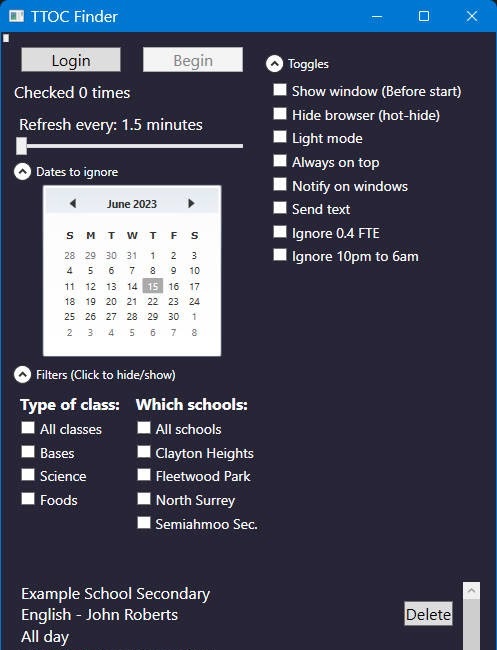 TTOC Finder
Login
Begin
Checked 0 times
Refresh every: 1.5 minutes
Dates to ignore
June 2023
S M T W T F S
28 29 30 31 1 2 3
4 5 6 7 8 9 10
11 12 13 14 15 16 17
18 19 20 21 22 23 24
25 26 27 28 29 30 1
2 3 4 5 6 7 8
Filters (Click to hide/show)
Type of class:
All classes
Bases
Science
Foods
Which schools:
All schools
Clayton Heights
Fleetwood Park
North Surrey
Semiahmoo Sec.
Toggles
Show window (Before start)
Hide browser (hot-hide)
Light mode
Always on top
Notify on windows
Send text
Ignore 0.4 FTE
Ignore 10pm to 6am
Example School Secondary
English - John Roberts
All day
Delete